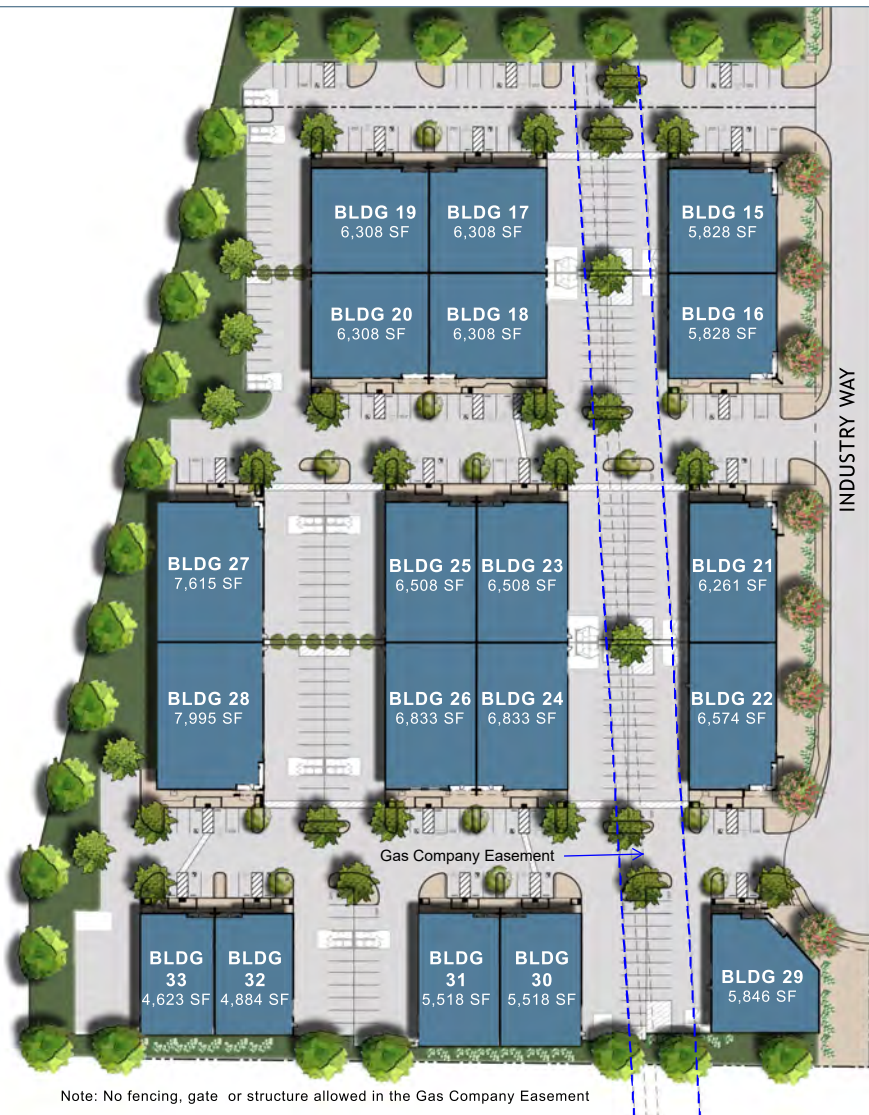 BLDG 19
6,308 SF
BLDG 17
6,308 SF
BLDG 15
5,828 SF
BLDG 20
6,308 SF
BLDG 18
6,308 SF
BLDG 16
5,828 SF
INDUSTRY WAY
BLDG 27
7,615 SF
BLDG 25
6,508 SF
BLDG 23
6,508 SF
BLDG 21
6,261 SF
BLDG 28
7,995 SF
BLDG 26
6,833 SF
BLDG 24
6,833 SF
BLDG 22
6,574 SF
Gas Company Easement
BLDG
33
4,623 SF
BLDG
32
4,884 SF
BLDG
31
5,518 SF
BLDG
30
5,518 SF
BLDG 29
5,846 SF
Note: No fencing, gate or structure allowed in the Gas Company Easement